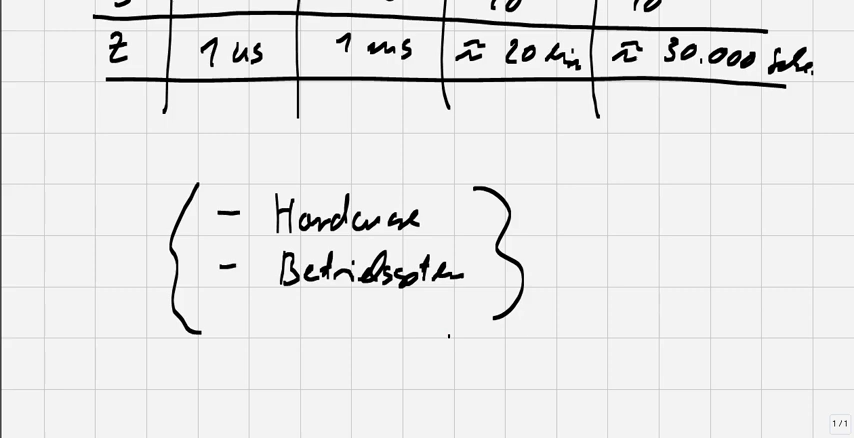 Z 1 us 1 ms ≈ 20 Min ≈ 30.000 Jahre
- Hardware
- Betriebssystem
1/1